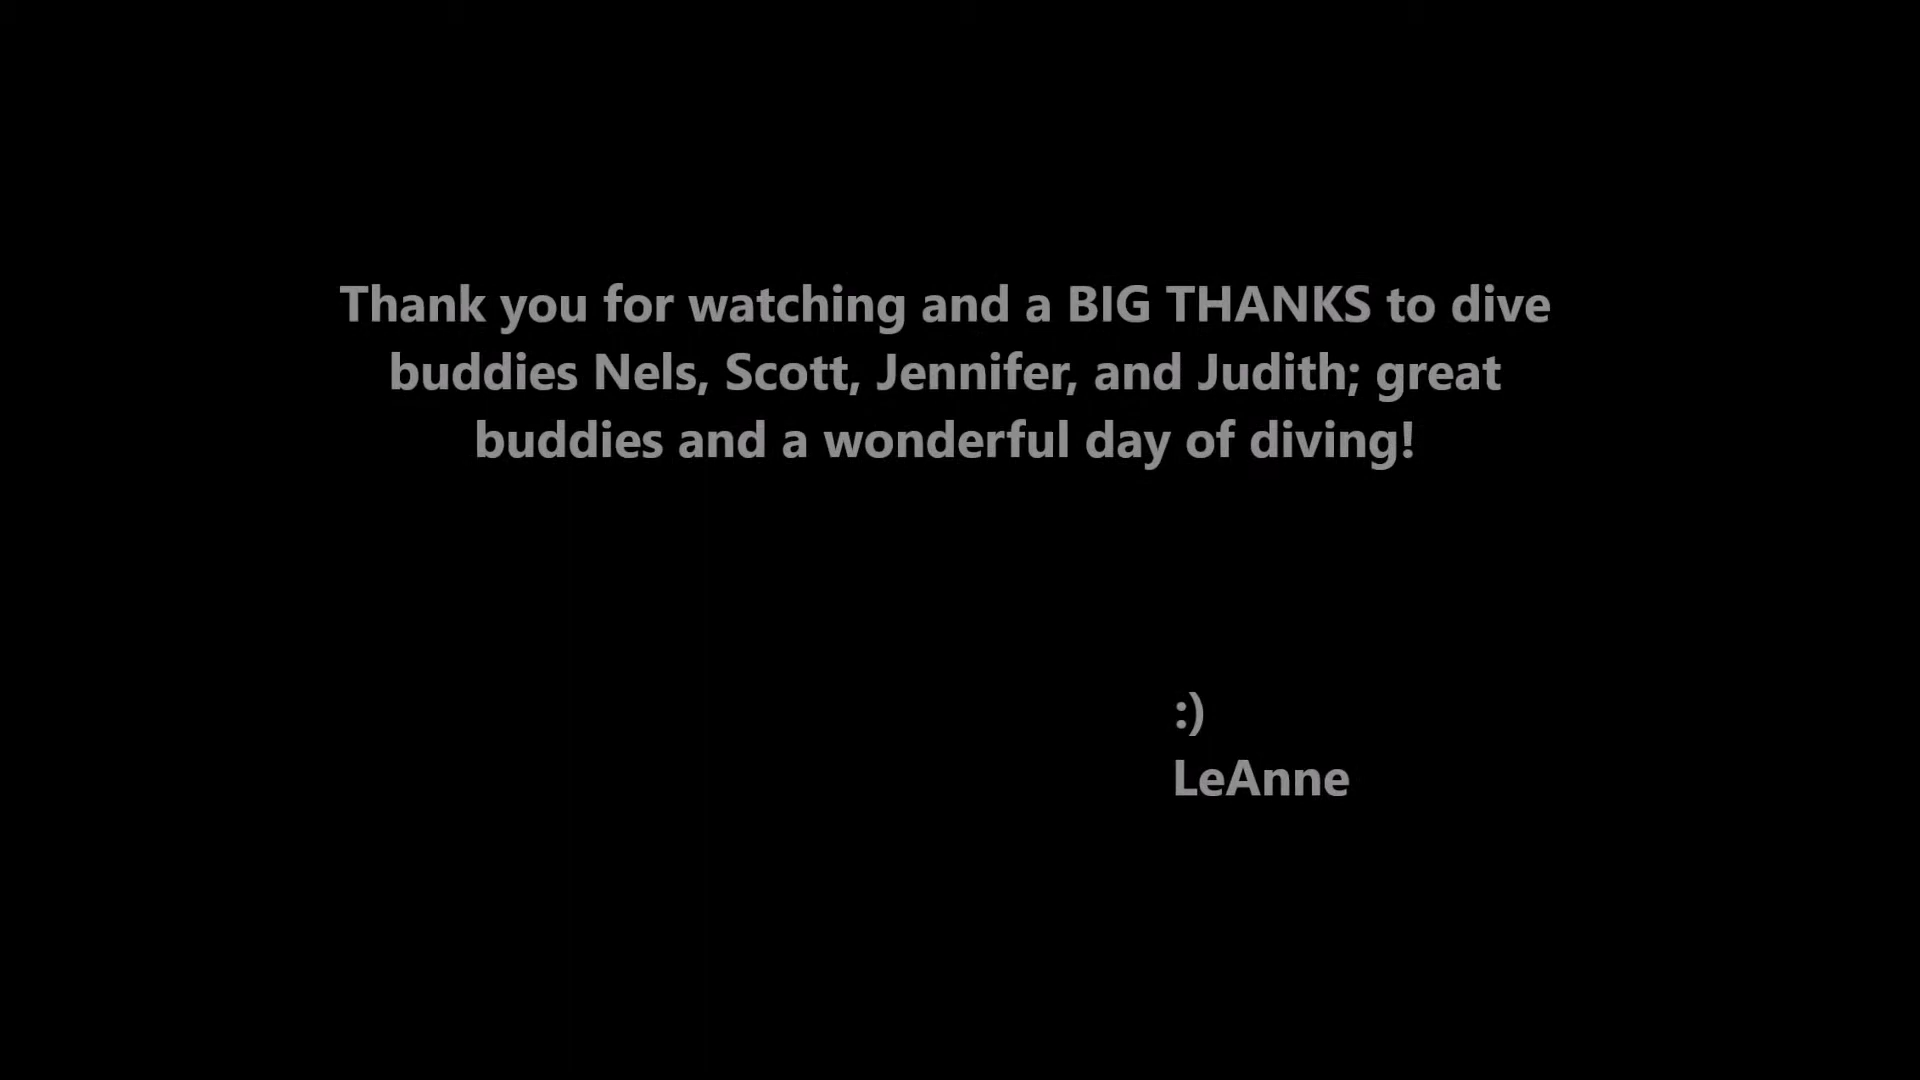 Thank you for watching and a BIG THANKS to dive
buddies Nels, Scott, Jennifer, and Judith; great
buddies and a wonderful day of diving!
:)
LeAnne